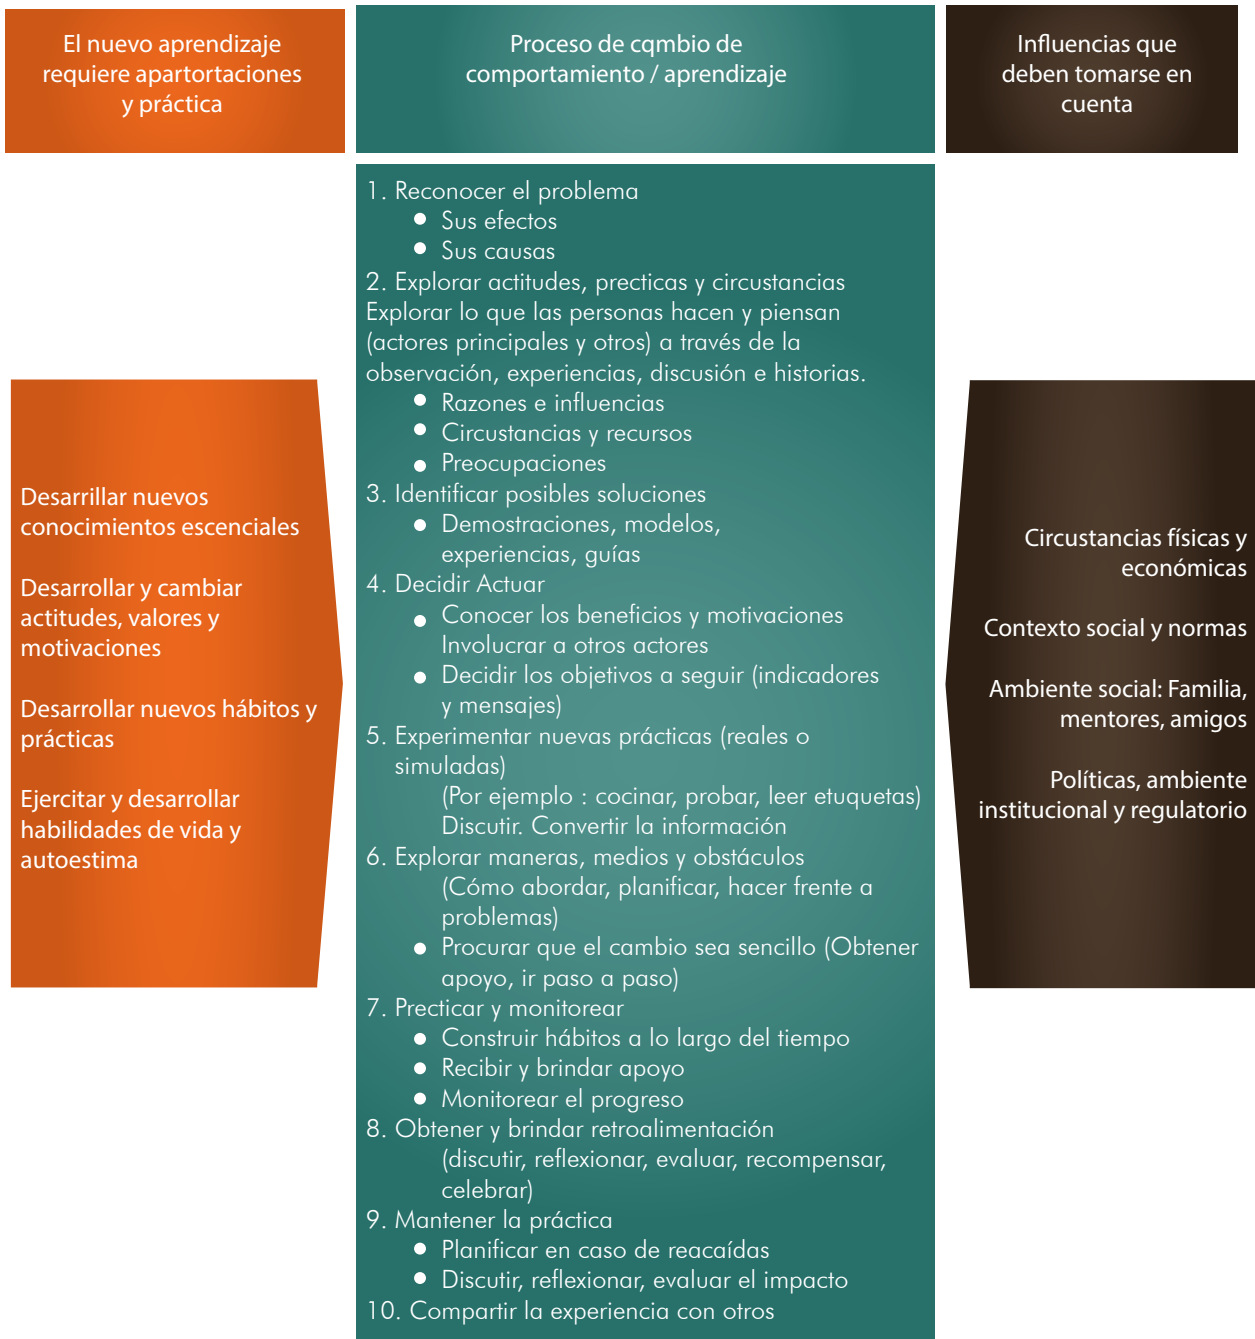 El nuevo aprendizaje
requiere apartortaciones
y práctica
Proceso de cqmbio de
comportamiento / aprendizaje
Influencias que
deben tomarse en
cuenta
Desarrillar nuevos
conocimientos escenciales
Desarrollar y cambiar
actitudes, valores y
motivaciones
Desarrollar nuevos hábitos y
prácticas
Ejercitar y desarrollar
habilidades de vida y
autoestima
1. Reconocer el problema
• Sus efectos
• Sus causas
2. Explorar actitudes, precticas y circustancias
Explorar lo que las personas hacen y piensan
(actores principales y otros) a través de la
observación, experiencias, discusión e historias.
• Razones e influencias
• Circustancias y recursos
• Preocupaciones
3. Identificar posibles soluciones
• Demostraciones, modelos,
experiencias, guías
4. Decidir Actuar
• Conocer los beneficios y motivaciones
Involucrar a otros actores
• Decidir los objetivos a seguir (indicadores
y mensajes)
5. Experimentar nuevas prácticas (reales o
simuladas)
(Por ejemplo : cocinar, probar, leer etuquetas)
Discutir. Convertir la información
6. Explorar maneras, medios y obstáculos
(Cómo abordar, planificar, hacer frente a
problemas)
• Procurar que el cambio sea sencillo (Obtener
apoyo, ir paso a paso)
7. Precticar y monitorear
• Construir hábitos a lo largo del tiempo
• Recibir y brindar apoyo
• Monitorear el progreso
8. Obtener y brindar retroalimentación
(discutir, reflexionar, evaluar, recompensar,
celebrar)
9. Mantener la práctica
• Planificar en caso de reacaídas
• Discutir, reflexionar, evaluar el impacto
10. Compartir la experiencia con otros
Circustancias físicas y
económicas
Contexto social y normas
Ambiente social: Familia,
mentores, amigos
Políticas, ambiente
institucional y regulatorio